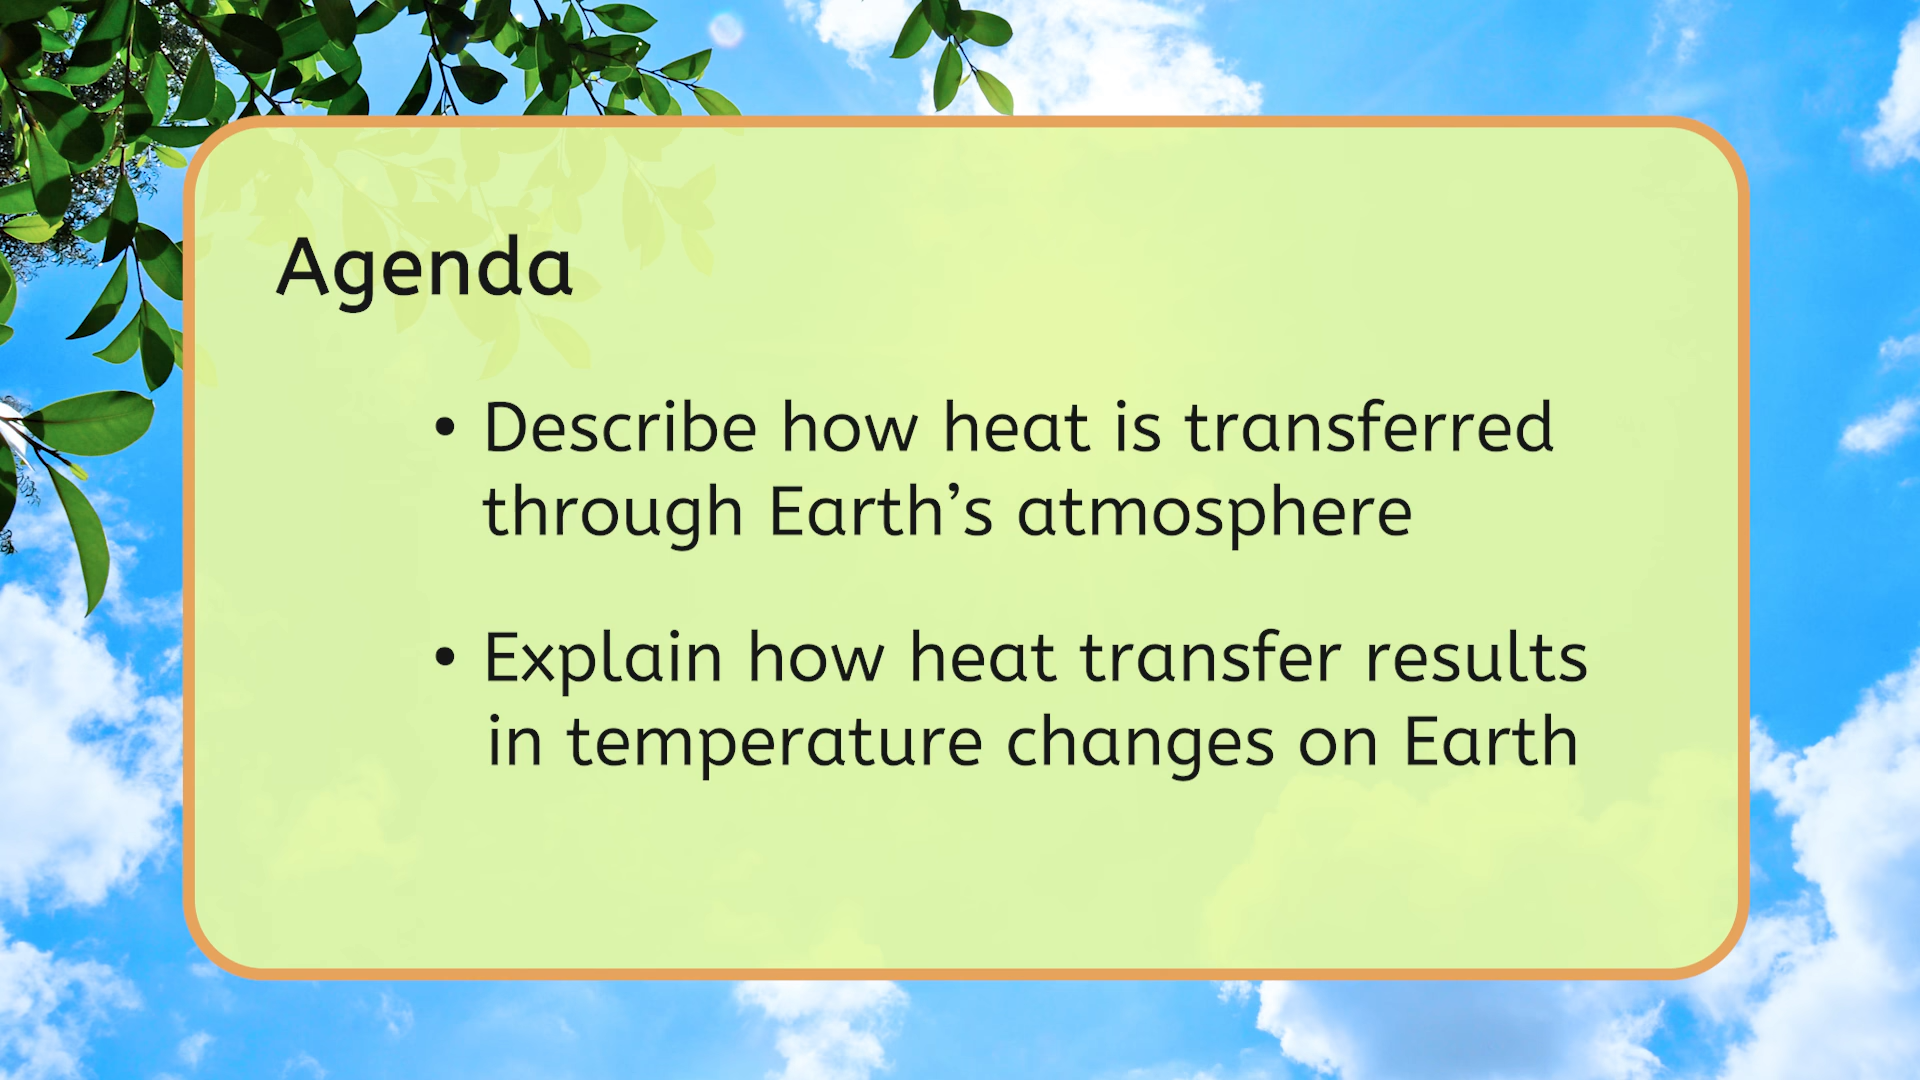 Agenda
• Describe how heat is transferred
through Earth’s atmosphere
• Explain how heat transfer results
in temperature changes on Earth